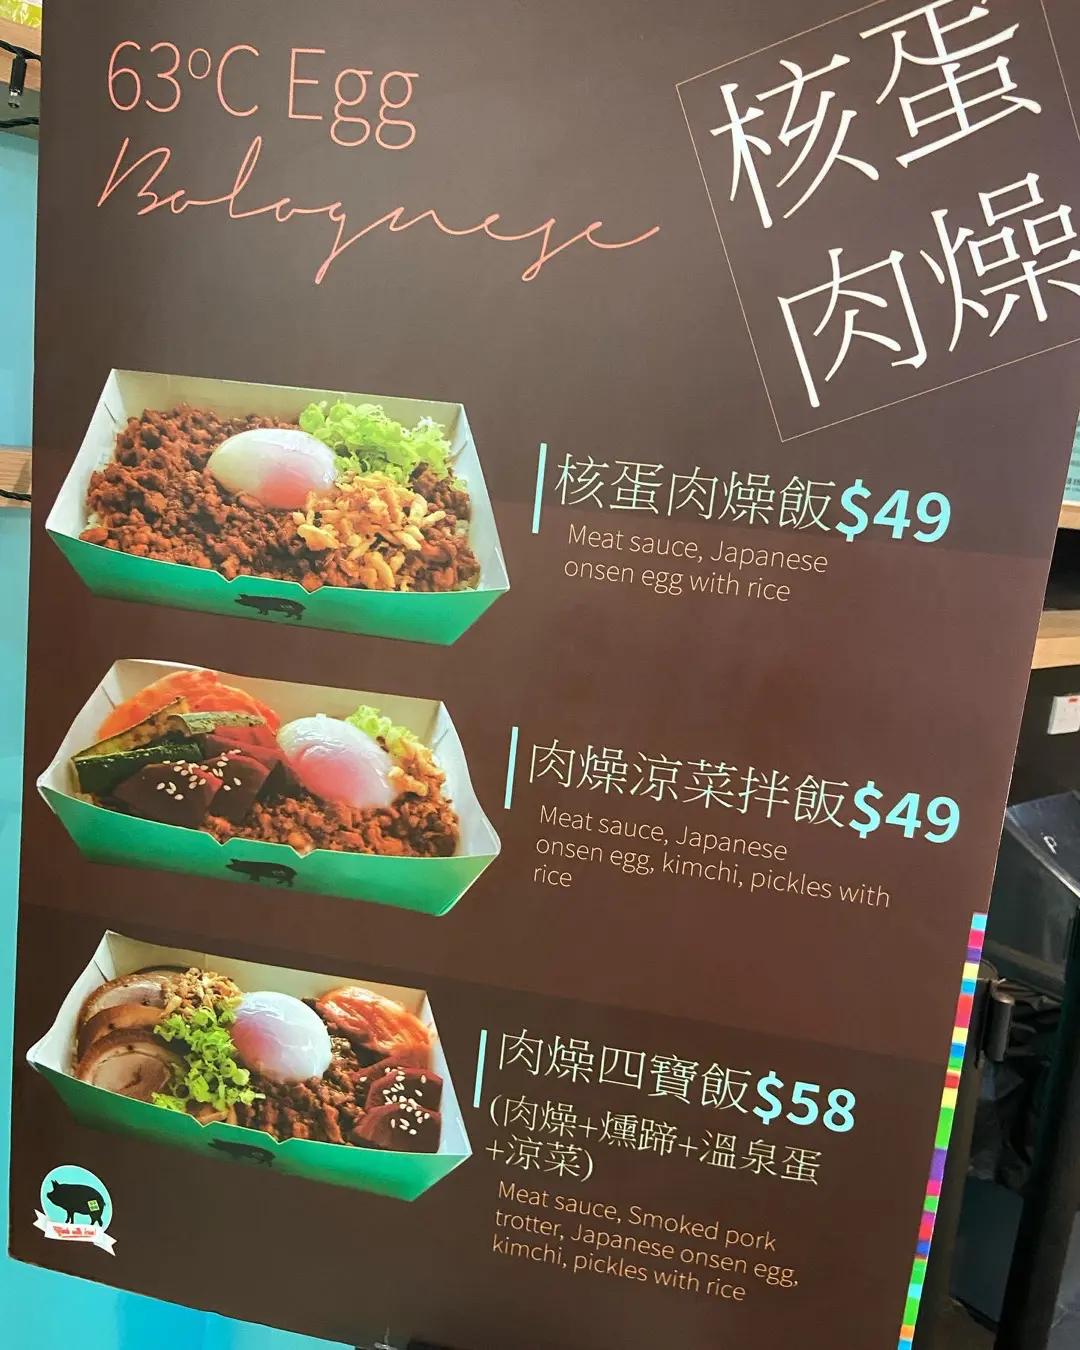 63°C Egg
Bolognese
核蛋
肉燥
核蛋肉燥飯$49
Meat sauce, Japanese
onsen egg with rice
肉燥涼菜拌飯$49
Meat sauce, Japanese
onsen egg, kimchi, pickles with
rice
肉燥四寶飯$58
(肉燥+燻蹄+溫泉蛋
+涼菜)
Meat sauce, Smoked pork
trotter, Japanese onsen egg,
kimchi, pickles with rice